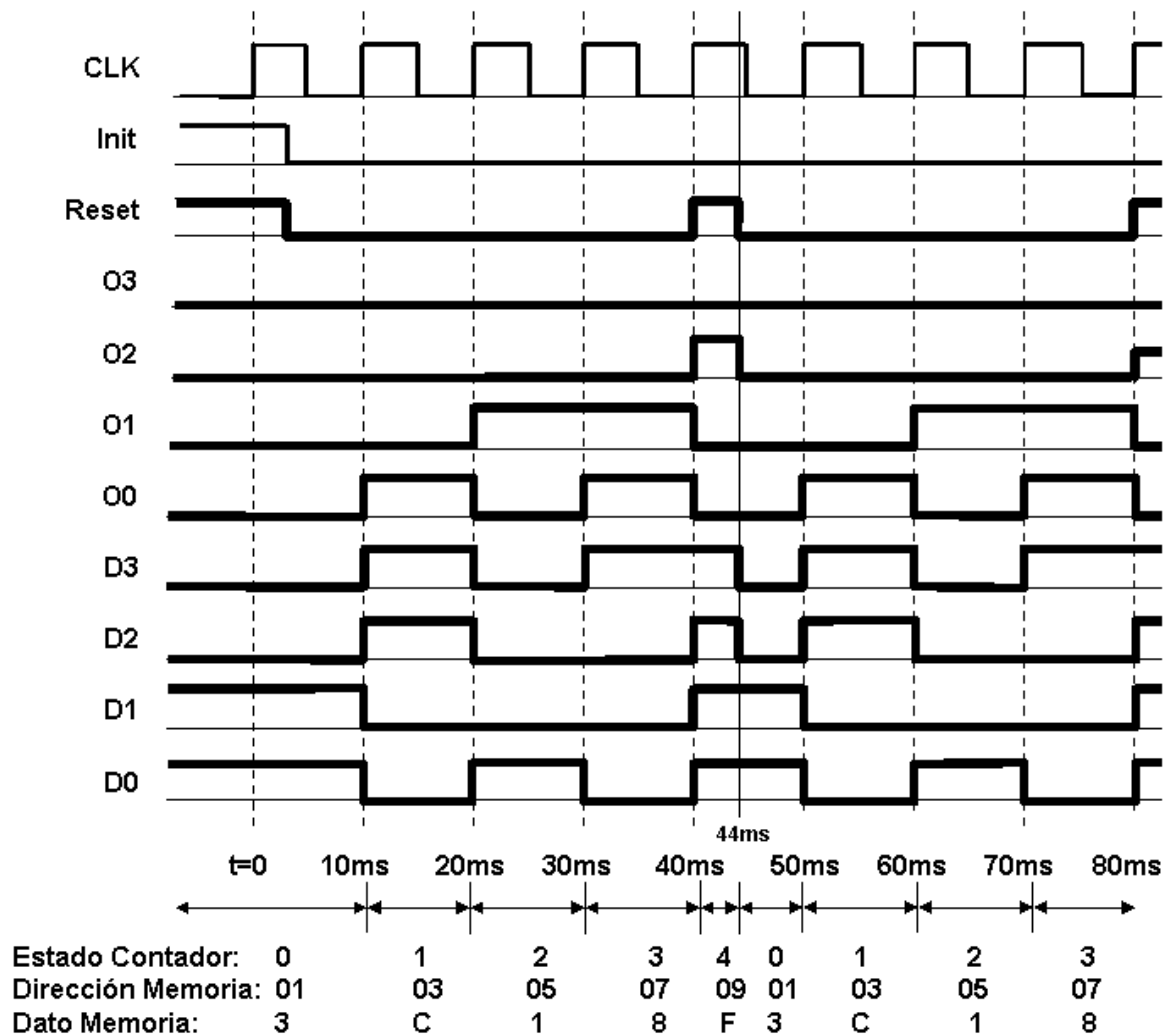 CLK
Init
Reset
O3
O2
O1
O0
D3
D2
D1
D0
44ms
t=0 10ms 20ms 30ms 40ms 50ms 60ms 70ms 80ms
Estado Contador: 0 1 2 3 4 0 1 2 3
Dirección Memoria: 01 03 05 07 09 01 03 05 07
Dato Memoria: 3 C 1 8 F 3 C 1 8